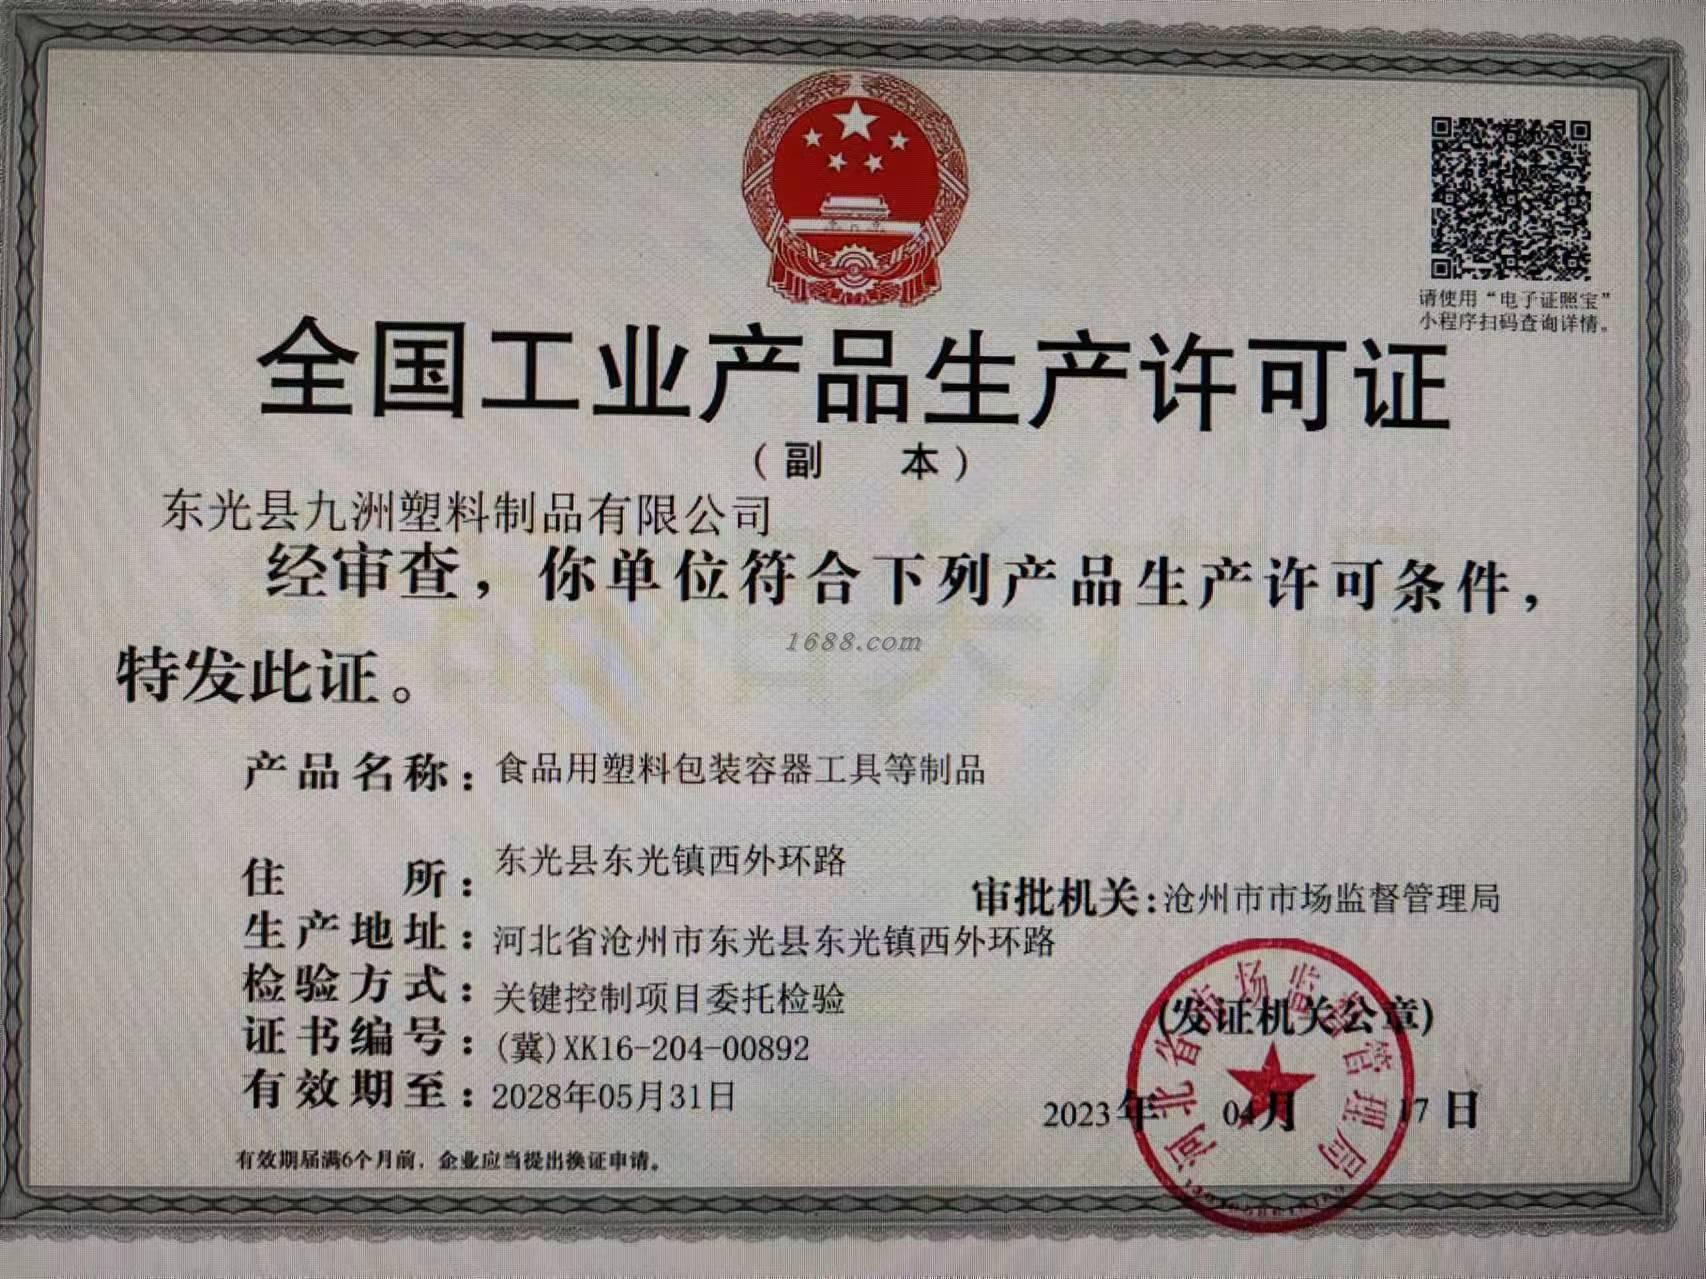 请使用“电子证照宝”
小程序扫码查询详情。
全国工业产品生产许可证
（副 本）
东光县九洲塑料制品有限公司
经审查，你单位符合下列产品生产许可条件，
特发此证。
1688.com
产品名称：食品用塑料包装容器工具等制品
住 所：东光县东光镇西外环路
审批机关:沧州市市场监督管理局
生产地址：河北省沧州市东光县东光镇西外环路
检验方式：关键控制项目委托检验
(发证机关公章)
证书编号：(冀)XK16-204-00892
有效期至：2028年05月31日
2023年 04月 17日
河北省市场监督管理局
有效期届满6个月前，企业应当提出换证申请。